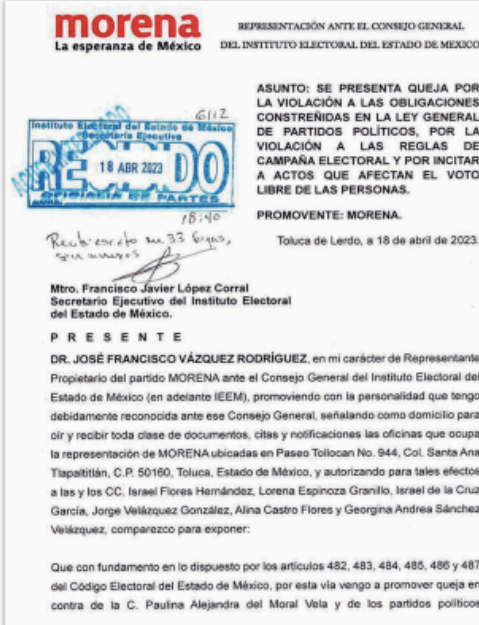 morena
La esperanza de México
REPRESENTACIÓN ANTE EL CONSEJO GENERAL
DEL INSTITUTO ELECTORAL DEL ESTADO DE MEXICO
ASUNTO: SE PRESENTA QUEJA POR
LA VIOLACIÓN A LAS OBLIGACIONES
CONSTREÑIDAS EN LA LEY GENERAL
DE PARTIDOS POLÍTICOS, POR LA
VIOLACIÓN A LAS REGLAS DE
CAMPAÑA ELECTORAL Y POR INCITAR
A ACTOS QUE AFECTAN EL VOTO
LIBRE DE LAS PERSONAS.
PROMOVENTE: MORENA.
6112
Instituto Electoral del Estado de México
Secretaría Ejecutiva
RECIBIDO
18 ABR 2023
OFICIALIA DE PARTES
18:40
33 fojas,
Toluca de Lerdo, a 18 de abril de 2023.
Mtro. Francisco Javier López Corral
Secretario Ejecutivo del Instituto Electoral
del Estado de México.
P R E S E N T E
DR. JOSÉ FRANCISCO VÁZQUEZ RODRÍGUEZ, en mi carácter de Representante
Propietario del partido MORENA ante el Consejo General del Instituto Electoral del
Estado de México (en adelante IEEM), promoviendo con la personalidad que tengo
debidamente reconocida ante ese Consejo General, señalando como domicilio para
oír y recibir toda clase de documentos, citas y notificaciones las oficinas que ocupa
la representación de MORENA ubicadas en Paseo Tollocan No. 944, Col. Santa Ana
Tlapaltitlán, C.P. 50160, Toluca, Estado de México, y autorizando para tales efectos
a las y los CC. Israel Flores Hernández, Lorena Espinoza Granillo, Israel de la Cruz
García, Jorge Velázquez González, Alina Castro Flores y Georgina Andrea Sánchez
Velázquez, comparezco para exponer:
Que con fundamento en lo dispuesto por los artículos 482, 483, 484, 485, 486 y 487
del Código Electoral del Estado de México, por esta vía vengo a promover queja en
contra de la C. Paulina Alejandra del Moral Vela y de los partidos políticos